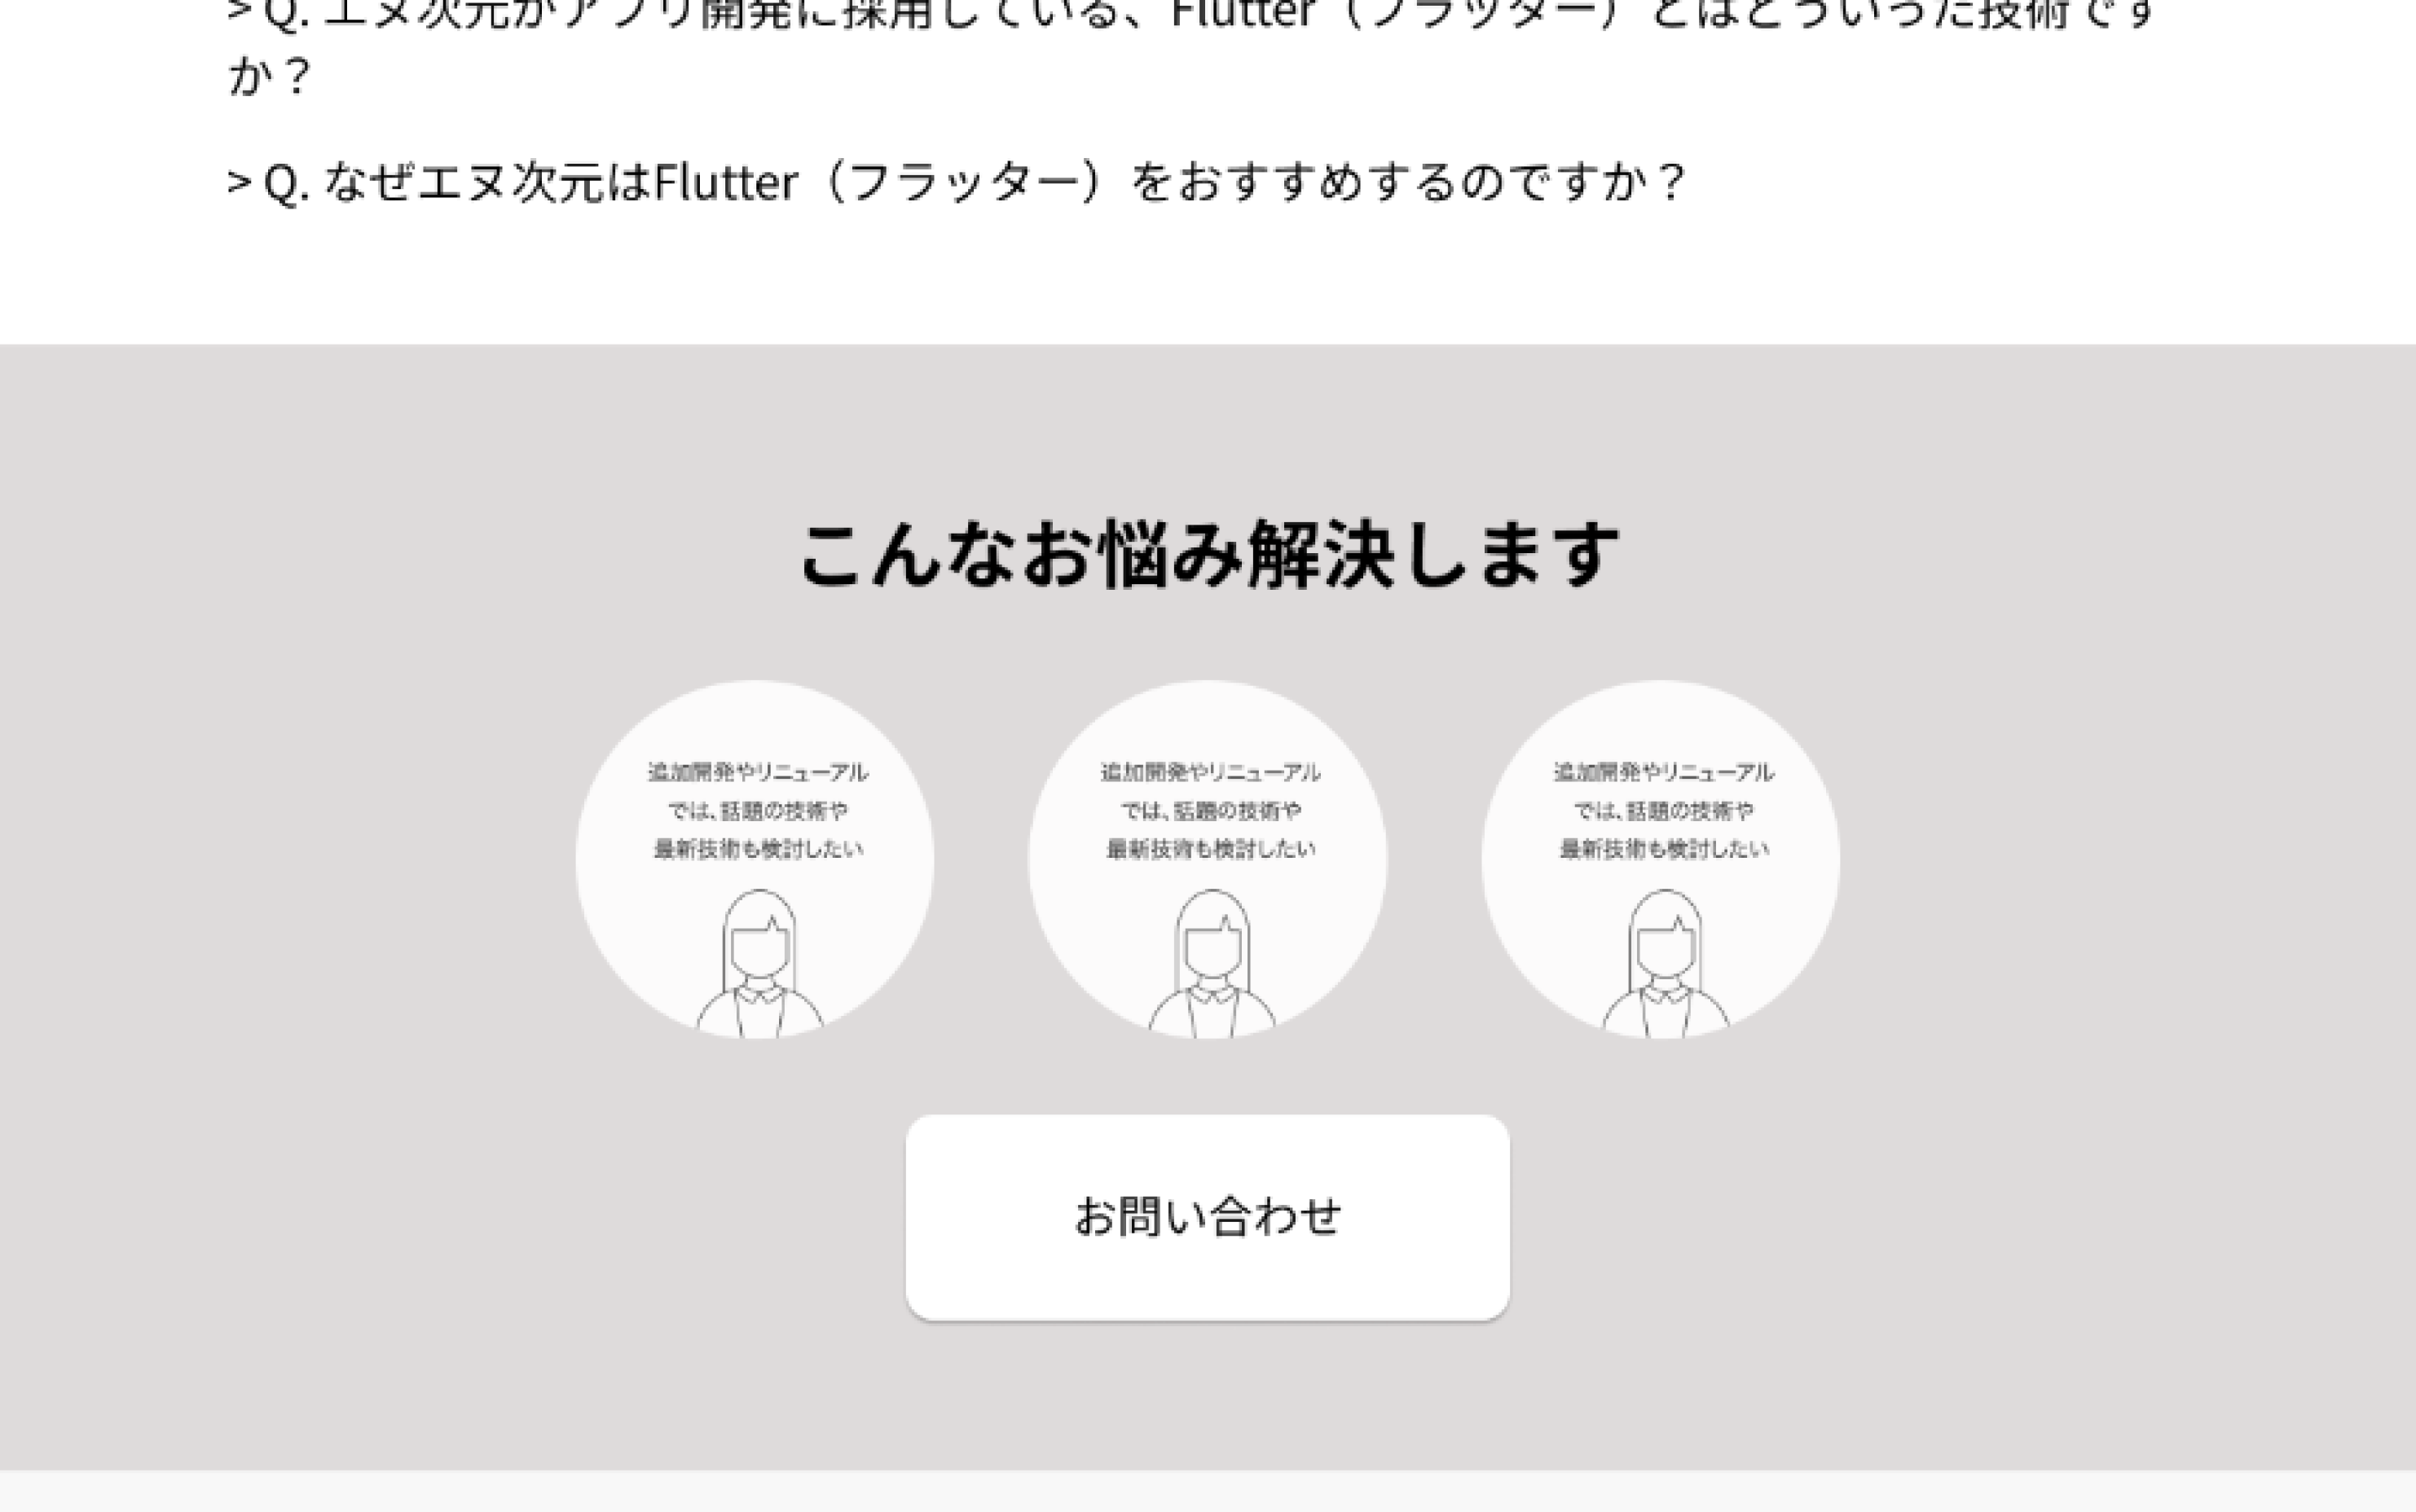 > Q. エヌ次元がアプリ開発に採用している、Flutter（フラッター）とはどういった技術です
か？
> Q. なぜエヌ次元はFlutter（フラッター）をおすすめするのですか？
こんなお悩み解決します
追加開発やリニューアル
では、話題の技術や
最新技術も検討したい
追加開発やリニューアル
では、話題の技術や
最新技術も検討したい
追加開発やリニューアル
では、話題の技術や
最新技術も検討したい
お問い合わせ